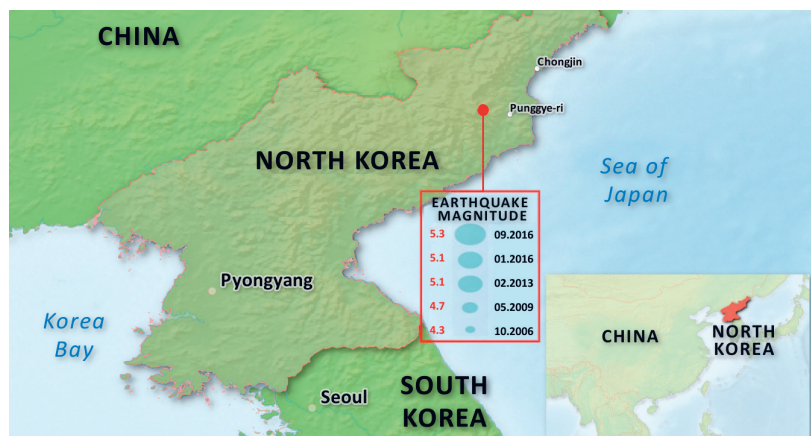 CHINA
Chongjin
Punggye-ri
NORTH KOREA
Sea of
Japan
EARTHQUAKE
MAGNITUDE
5.3 09.2016
5.1 01.2016
5.1 02.2013
4.7 05.2009
4.3 10.2006
Pyongyang
Korea
Bay
Seoul
SOUTH
KOREA
CHINA
NORTH
KOREA